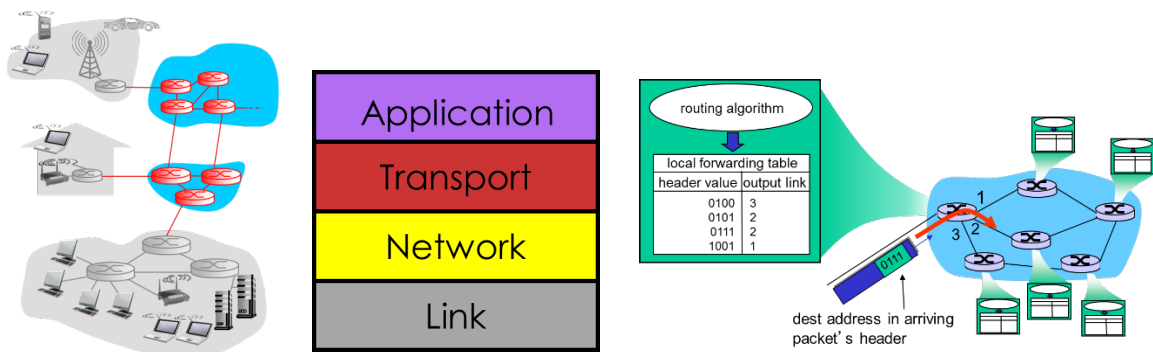 Application
Transport
Network
Link
routing algorithm
local forwarding table
header value output link
0100 3
0101 2
0111 2
1001 1
1
2
3
0111
dest address in arriving
packet's header